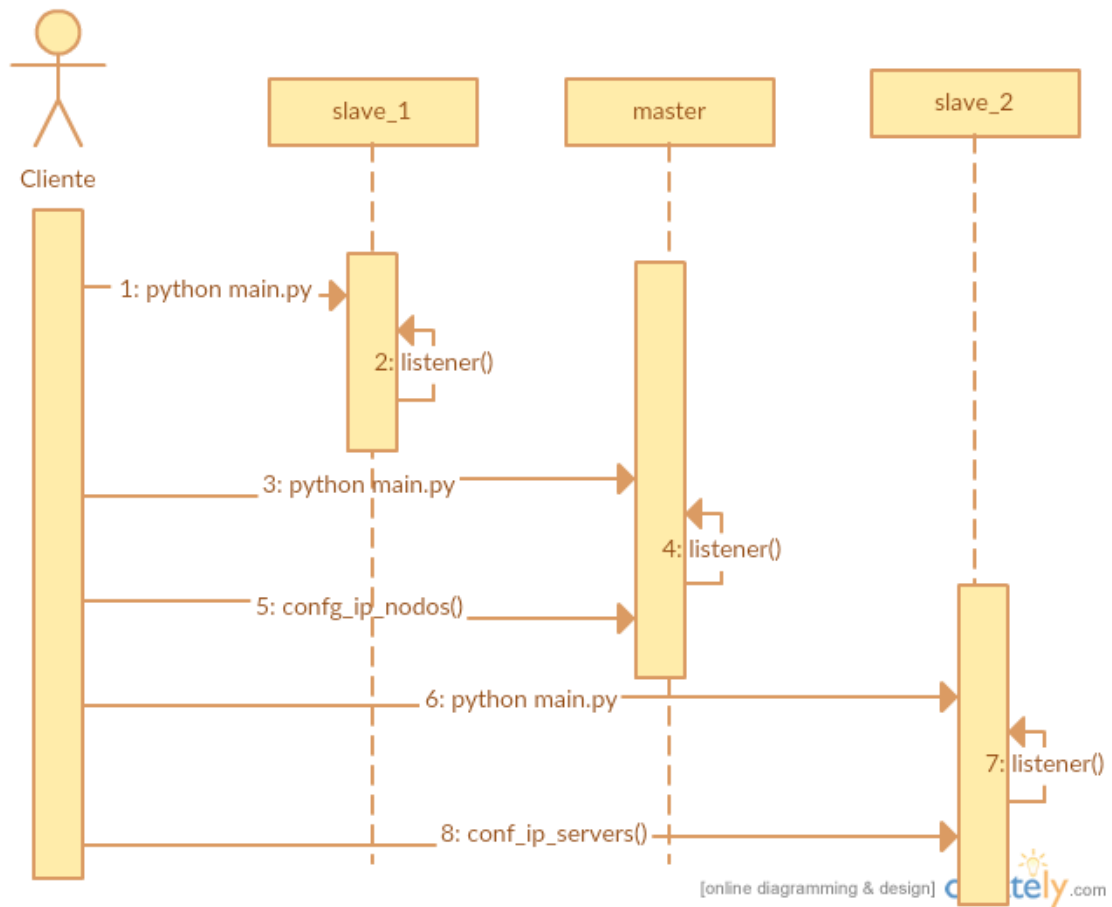 slave_1
master
slave_2
Cliente
1: python main.py
2: listener()
3: python main.py
4: listener()
5: confg_ip_nodos()
6: python main.py
7: listener()
8: conf_ip_servers()
[online diagramming & design]
.com